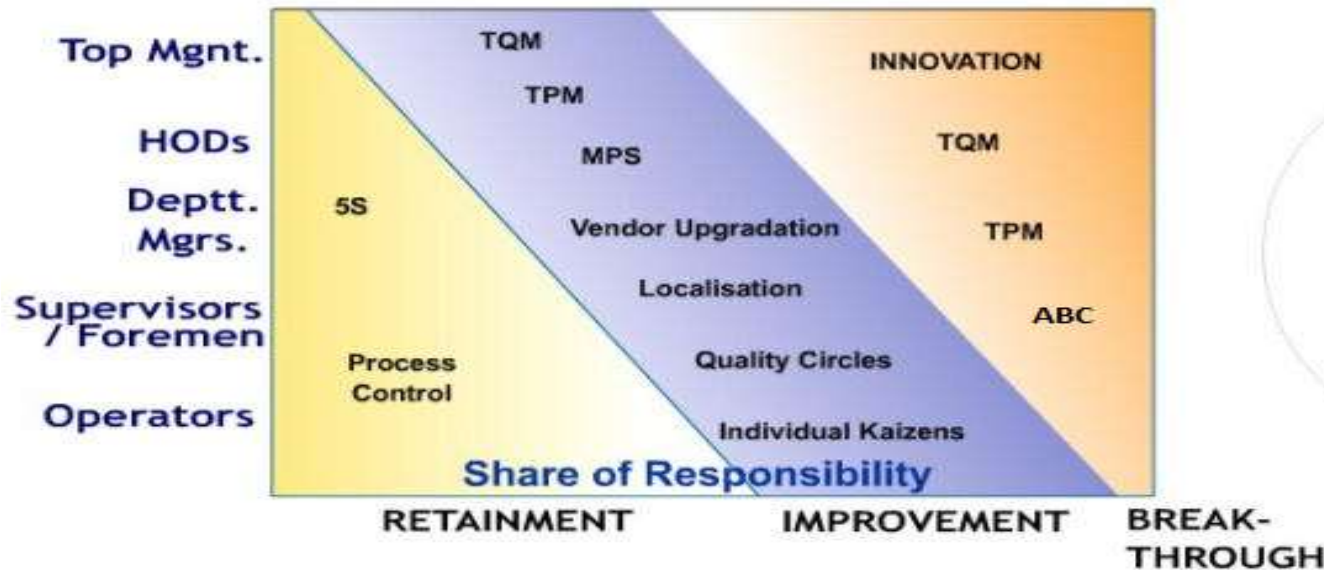 Top Mgnt.
HODs
Deptt.
Mgrs.
Supervisors
/ Foremen
Operators
5S
Process
Control
TQM
TPM
MPS
Vendor Upgradation
Localisation
Quality Circles
Individual Kaizens
INNOVATION
TQM
TPM
ABC
Share of Responsibility
RETAINMENT
IMPROVEMENT
BREAK-
THROUGH